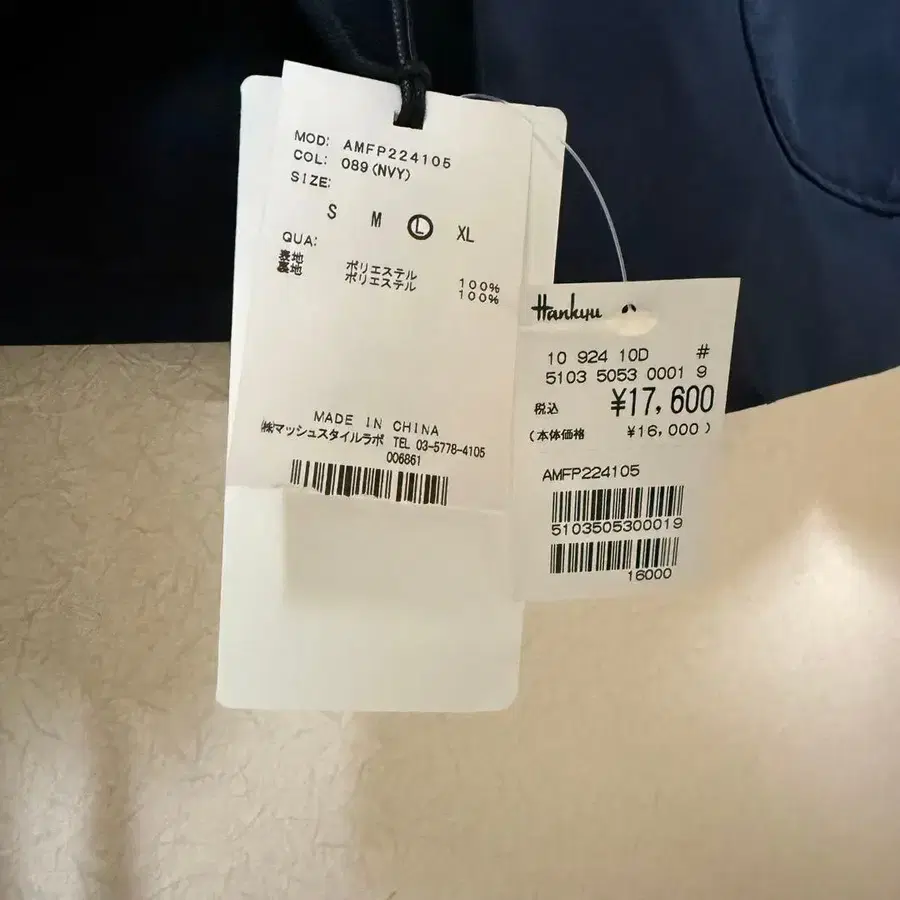 MOD: AMFP224105
COL: 089(NVY)
SIZE:
S M L XL
QUA:
表地 ポリエステル 100%
裏地 ポリエステル 100%
MADE IN CHINA
㈱マッシュスタイルラボ TEL 03-5778-4105
006861
Hankyu
10 924 10D #
5103 5053 0001 9
税込 ¥17,600
(本体価格 ¥16,000)
AMFP224105
5103505300019
16000